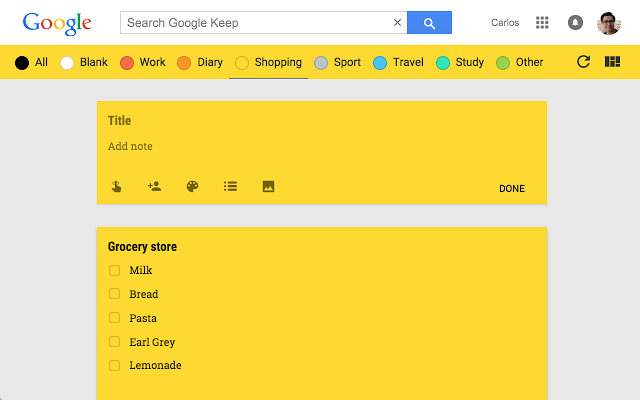 Google Search Google Keep Carlos
All Blank Work Diary Shopping Sport Travel Study Other
Title
Add note
DONE
Grocery store
Milk
Bread
Pasta
Earl Grey
Lemonade